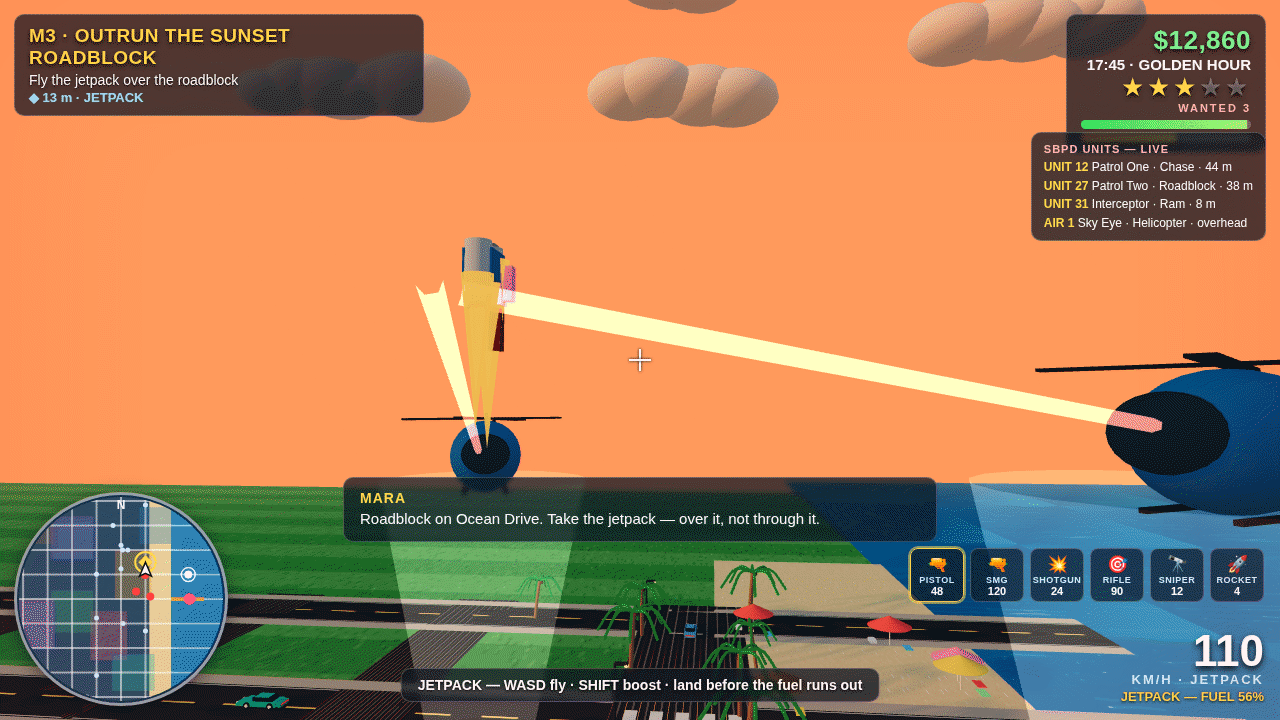 M3 · OUTRUN THE SUNSET
ROADBLOCK
Fly the jetpack over the roadblock
◆ 13 m · JETPACK
$12,860
17:45 · GOLDEN HOUR
★★★★★
WANTED 3
SBPD UNITS — LIVE
UNIT 12 Patrol One · Chase · 44 m
UNIT 27 Patrol Two · Roadblock · 38 m
UNIT 31 Interceptor · Ram · 8 m
AIR 1 Sky Eye · Helicopter · overhead
MARA
Roadblock on Ocean Drive. Take the jetpack — over it, not through it.
N
PISTOL
48
SMG
120
SHOTGUN
24
RIFLE
90
SNIPER
12
ROCKET
4
110
KM/H · JETPACK
JETPACK — FUEL 56%
JETPACK — WASD fly · SHIFT boost · land before the fuel runs out